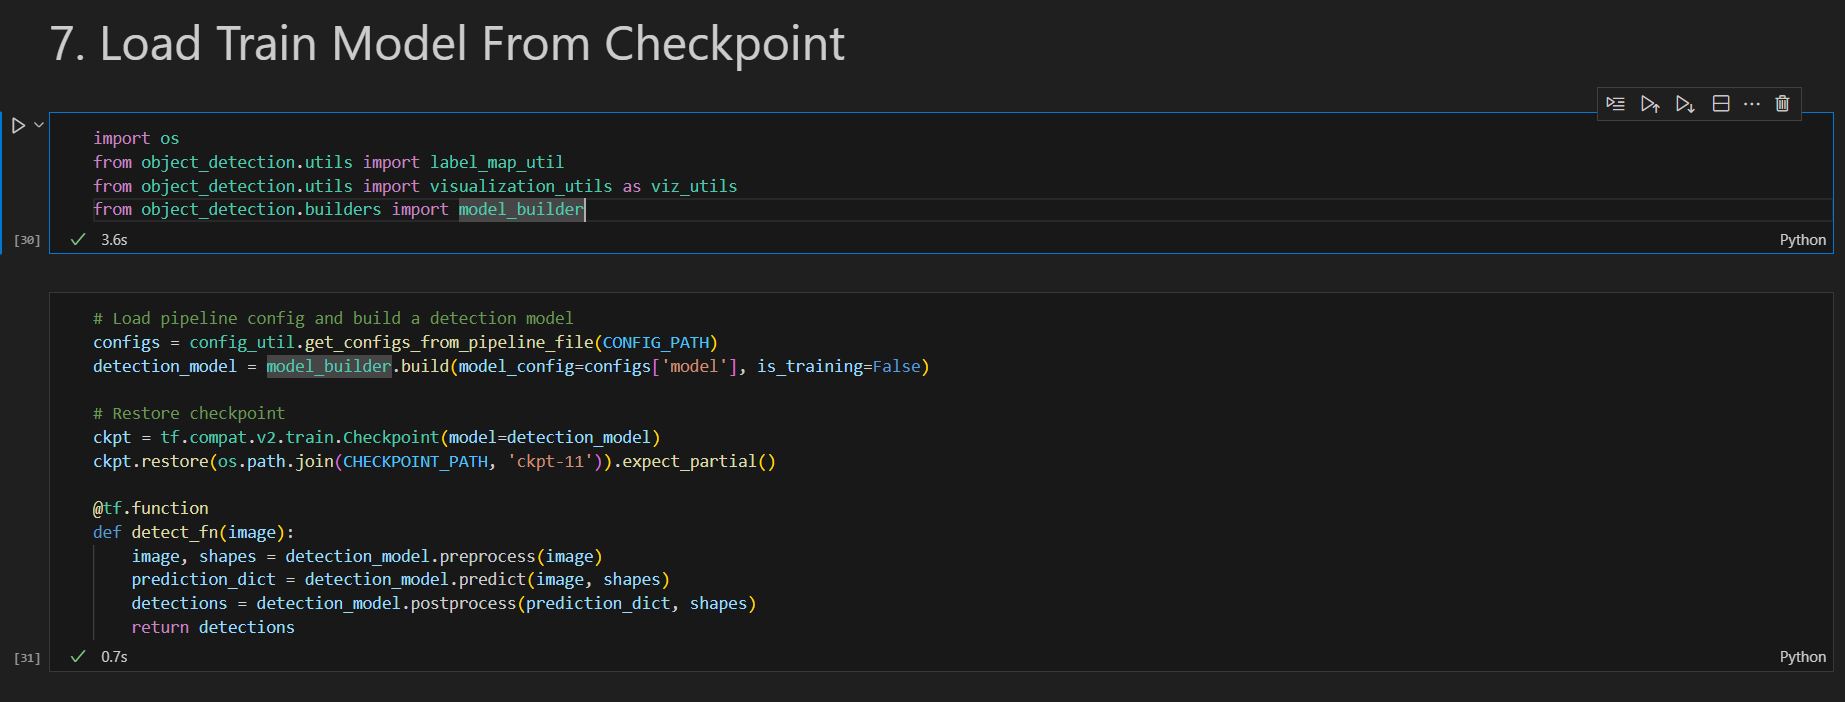 7. Load Train Model From Checkpoint
import os
from object_detection.utils import label_map_util
from object_detection.utils import visualization_utils as viz_utils
from object_detection.builders import model_builder
[30]
3.6s
Python
# Load pipeline config and build a detection model
configs = config_util.get_configs_from_pipeline_file(CONFIG_PATH)
detection_model = model_builder.build(model_config=configs['model'], is_training=False)
# Restore checkpoint
ckpt = tf.compat.v2.train.Checkpoint(model=detection_model)
ckpt.restore(os.path.join(CHECKPOINT_PATH, 'ckpt-11')).expect_partial()
@tf.function
def detect_fn(image):
    image, shapes = detection_model.preprocess(image)
    prediction_dict = detection_model.predict(image, shapes)
    detections = detection_model.postprocess(prediction_dict, shapes)
    return detections
[31]
0.7s
Python